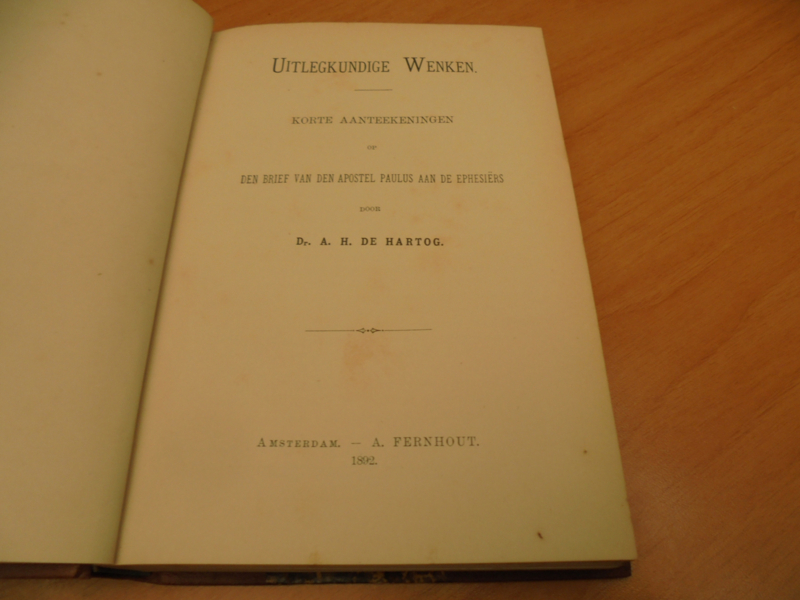 UITLEGKUNDIGE WENKEN.
KORTE AANTEEKENINGEN
OP
DEN BRIEF VAN DEN APOSTEL PAULUS AAN DE EPHESIËRS
DOOR
Dr. A. H. DE HARTOG.
AMSTERDAM. — A. FERNHOUT.
1892.